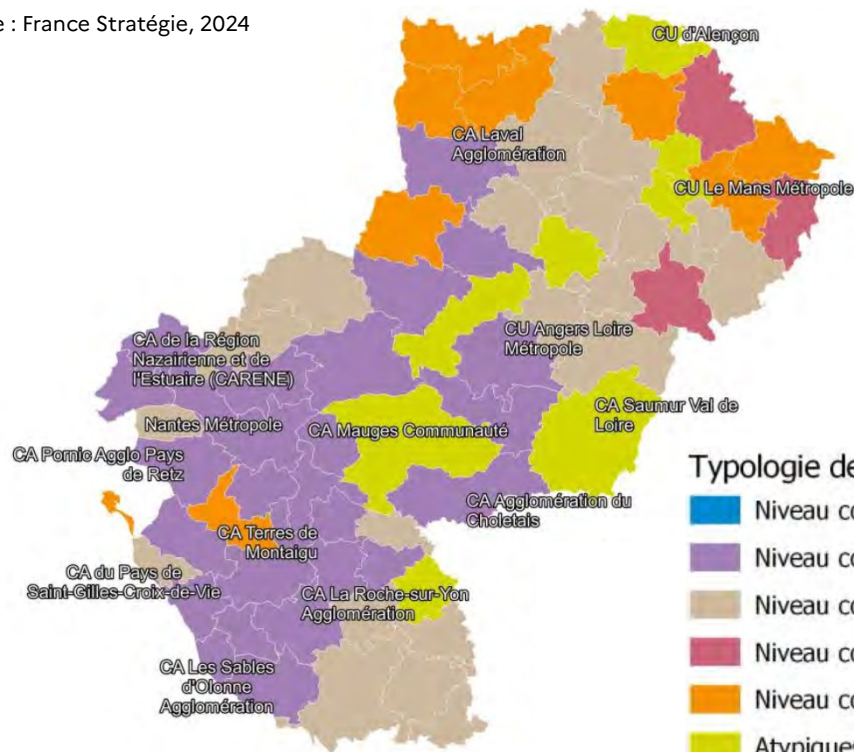 : France Stratégie, 2024
CU d'Alençon
CA Laval
Agglomération
CU Le Mans Métropole
CA de la Région
Nazairienne et de
l'Estuaire (CARENE)
CU Angers Loire
Métropole
Nantes Métropole
CA Mauges Communauté
CA Saumur Val de
Loire
CA Pornic Agglo Pays
de Retz
CA Agglomération du
Choletais
CA Terres de
Montaigu
CA du Pays de
Saint-Gilles-Croix-de-Vie
CA La Roche-sur-Yon
Agglomération
CA Les Sables
d'Olonne
Agglomération
Typologie de
Niveau co
Niveau co
Niveau co
Niveau co
Niveau co
Atypique